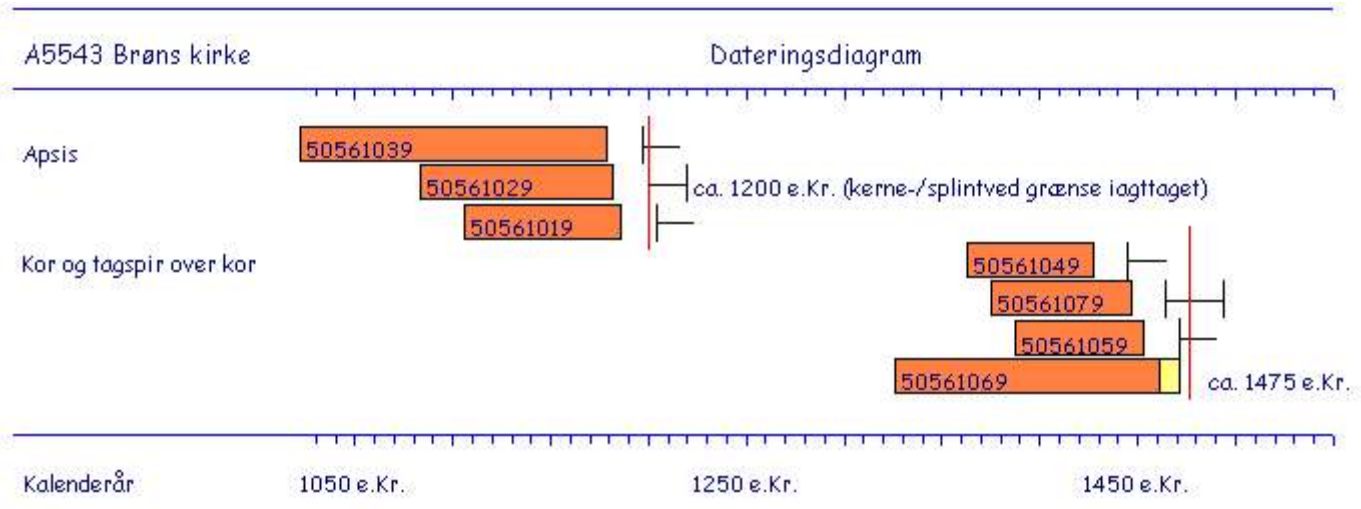 A5543 Brøns kirke Dateringsdiagram
Apsis
50561039
50561029 ca. 1200 e.Kr. (kerne-/splintved grænse iagttaget)
50561019
Kor og tagspir over kor
50561049
50561079
50561059
50561069 ca. 1475 e.Kr.
Kalenderår 1050 e.Kr. 1250 e.Kr. 1450 e.Kr.